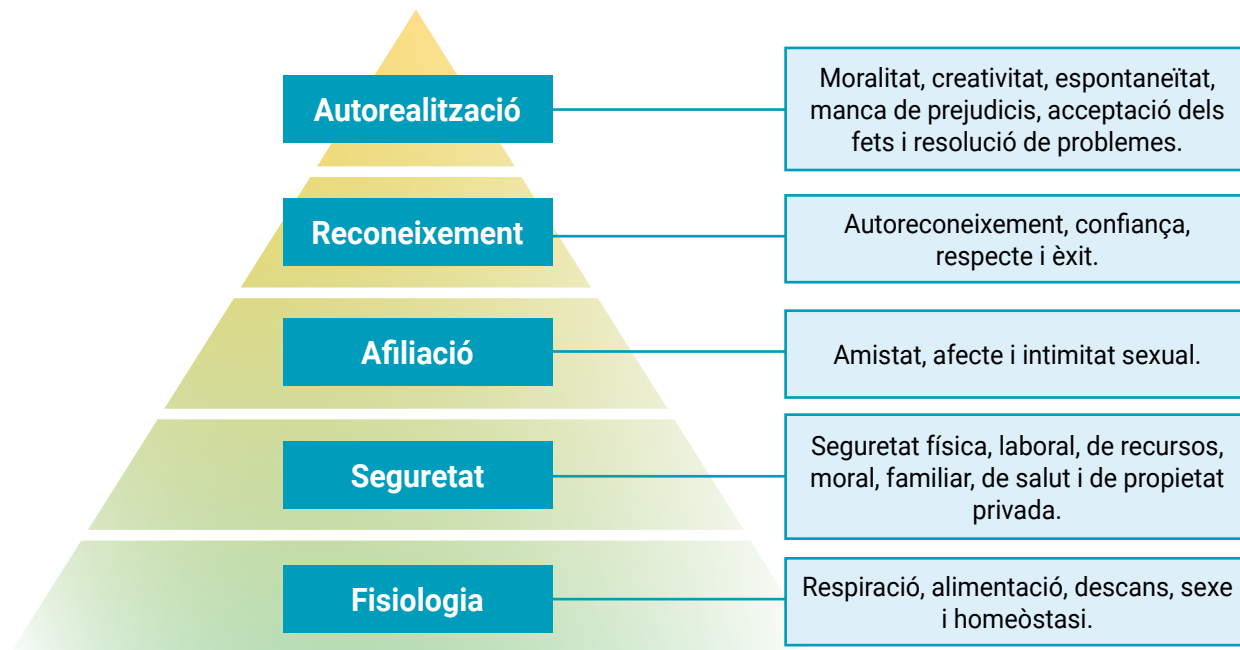 Autorealització
Moralitat, creativitat, espontaneïtat,
manca de prejudicis, acceptació dels
fets i resolució de problemes.
Reconeixement
Autoreconeixement, confiança,
respecte i èxit.
Afiliació
Amistat, afecte i intimitat sexual.
Seguretat
Seguretat física, laboral, de recursos,
moral, familiar, de salut i de propietat
privada.
Fisiologia
Respiració, alimentació, descans, sexe
i homeòstasi.